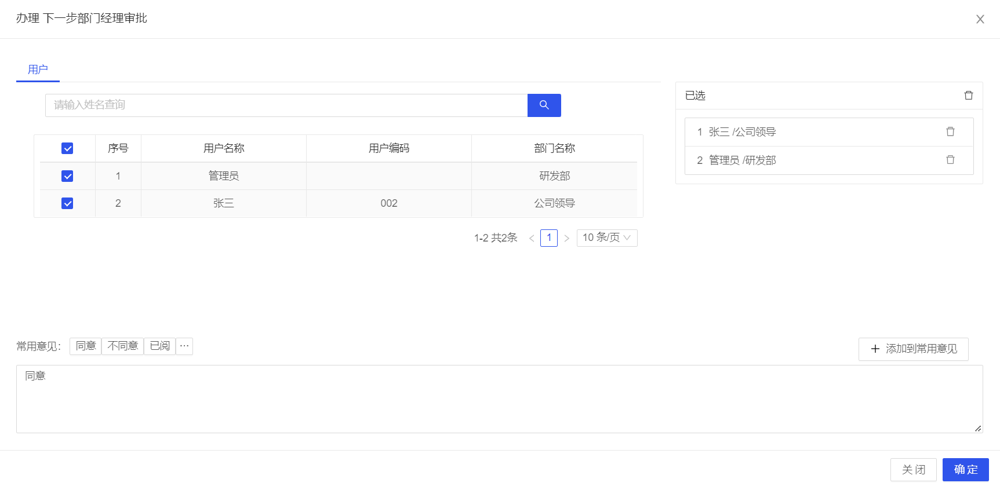 办理 下一步部门经理审批
用户
请输入姓名查询
序号 用户名称 用户编码 部门名称
1 管理员 研发部
2 张三 002 公司领导
1-2 共2条 1 10 条/页
已选
1 张三 /公司领导
2 管理员 /研发部
常用意见： 同意 不同意 已阅 ··· 添加到常用意见
同意
关 闭 确 定